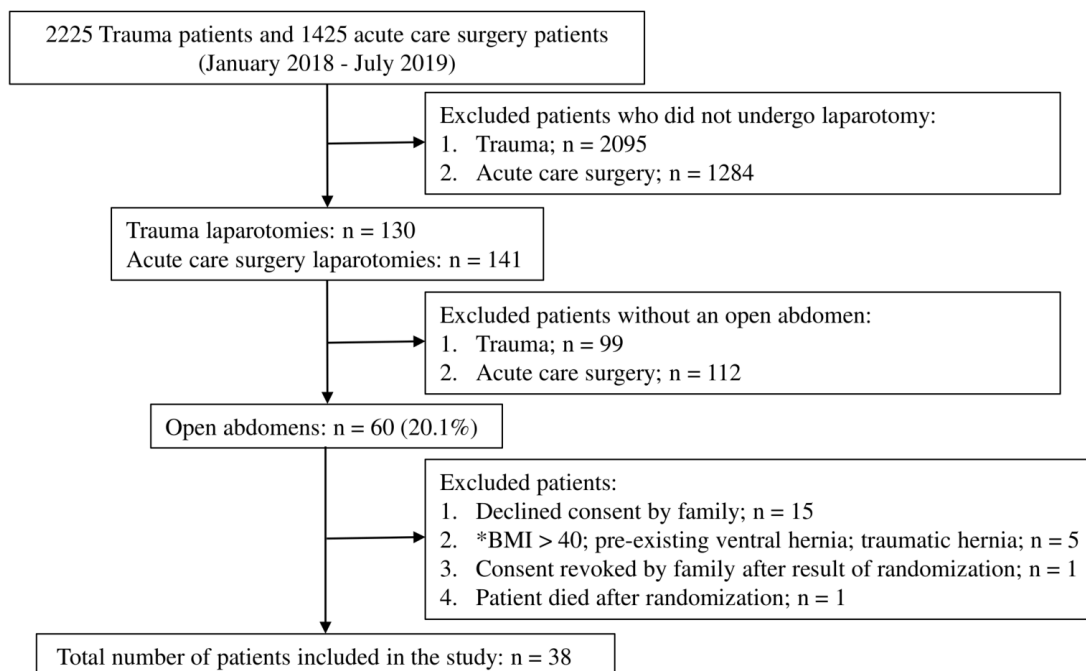 2225 Trauma patients and 1425 acute care surgery patients
(January 2018 - July 2019)
Excluded patients who did not undergo laparotomy:
1. Trauma; n = 2095
2. Acute care surgery; n = 1284
Trauma laparotomies: n = 130
Acute care surgery laparotomies: n = 141
Excluded patients without an open abdomen:
1. Trauma; n = 99
2. Acute care surgery; n = 112
Open abdomens: n = 60 (20.1%)
Excluded patients:
1. Declined consent by family; n = 15
2. *BMI > 40; pre-existing ventral hernia; traumatic hernia; n = 5
3. Consent revoked by family after result of randomization; n = 1
4. Patient died after randomization; n = 1
Total number of patients included in the study: n = 38